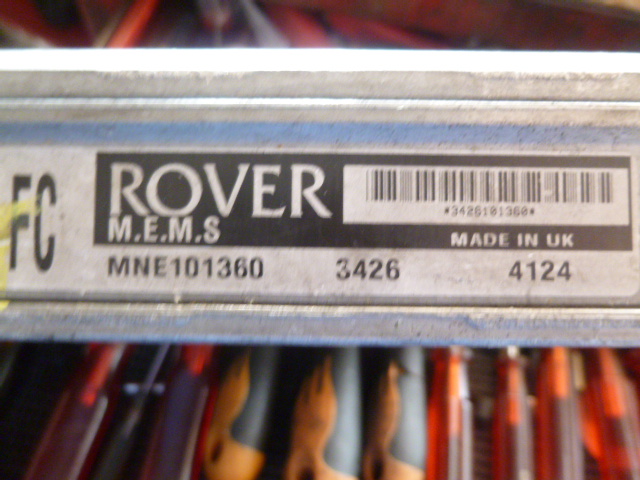 FC
ROVER
M.E.M.S
*3426101360*
MADE IN UK
MNE101360 3426 4124